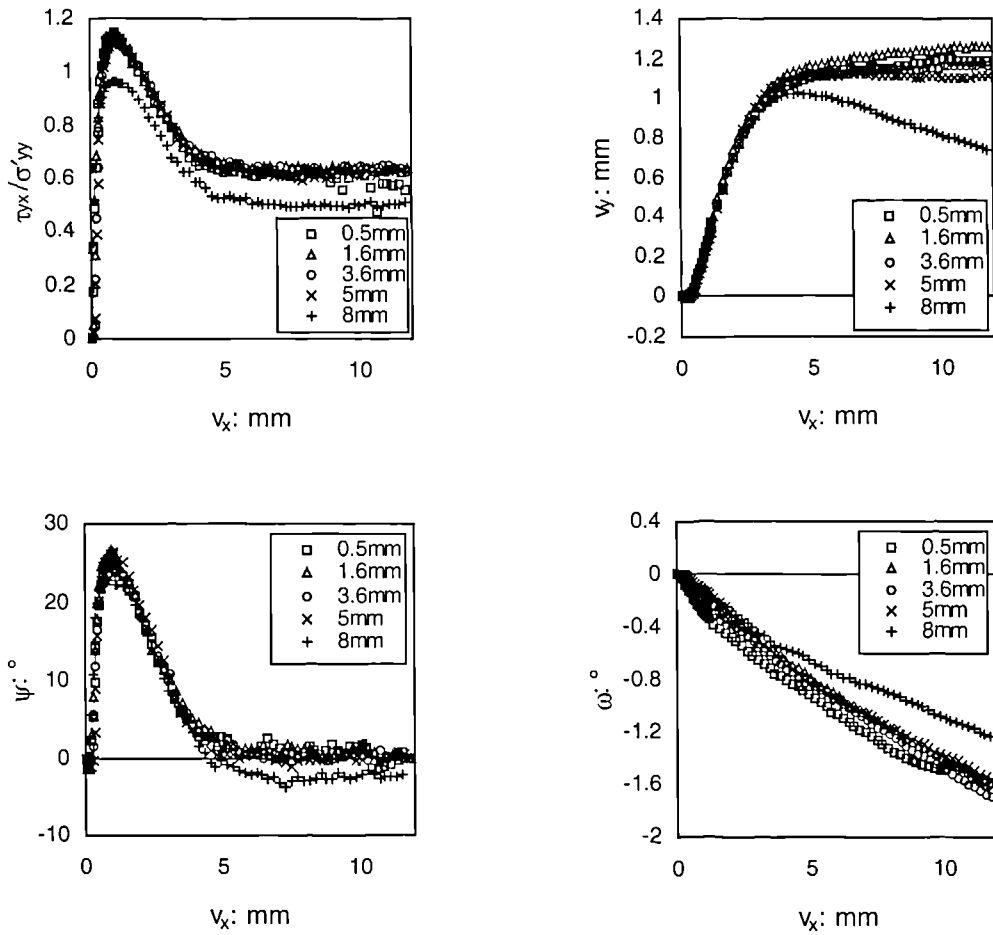 1.2
1
0.8
0.6
0.4
0.2
0
τyx/σ'yy
0 5 10
vx: mm
0.5mm
1.6mm
3.6mm
5mm
8mm
1.4
1.2
1
0.8
0.6
0.4
0.2
0
-0.2
vy: mm
0 5 10
vx: mm
0.5mm
1.6mm
3.6mm
5mm
8mm
30
20
10
0
-10
ψ: °
0 5 10
vx: mm
0.5mm
1.6mm
3.6mm
5mm
8mm
0.4
0
-0.4
-0.8
-1.2
-1.6
-2
ω: °
0 5 10
vx: mm
0.5mm
1.6mm
3.6mm
5mm
8mm